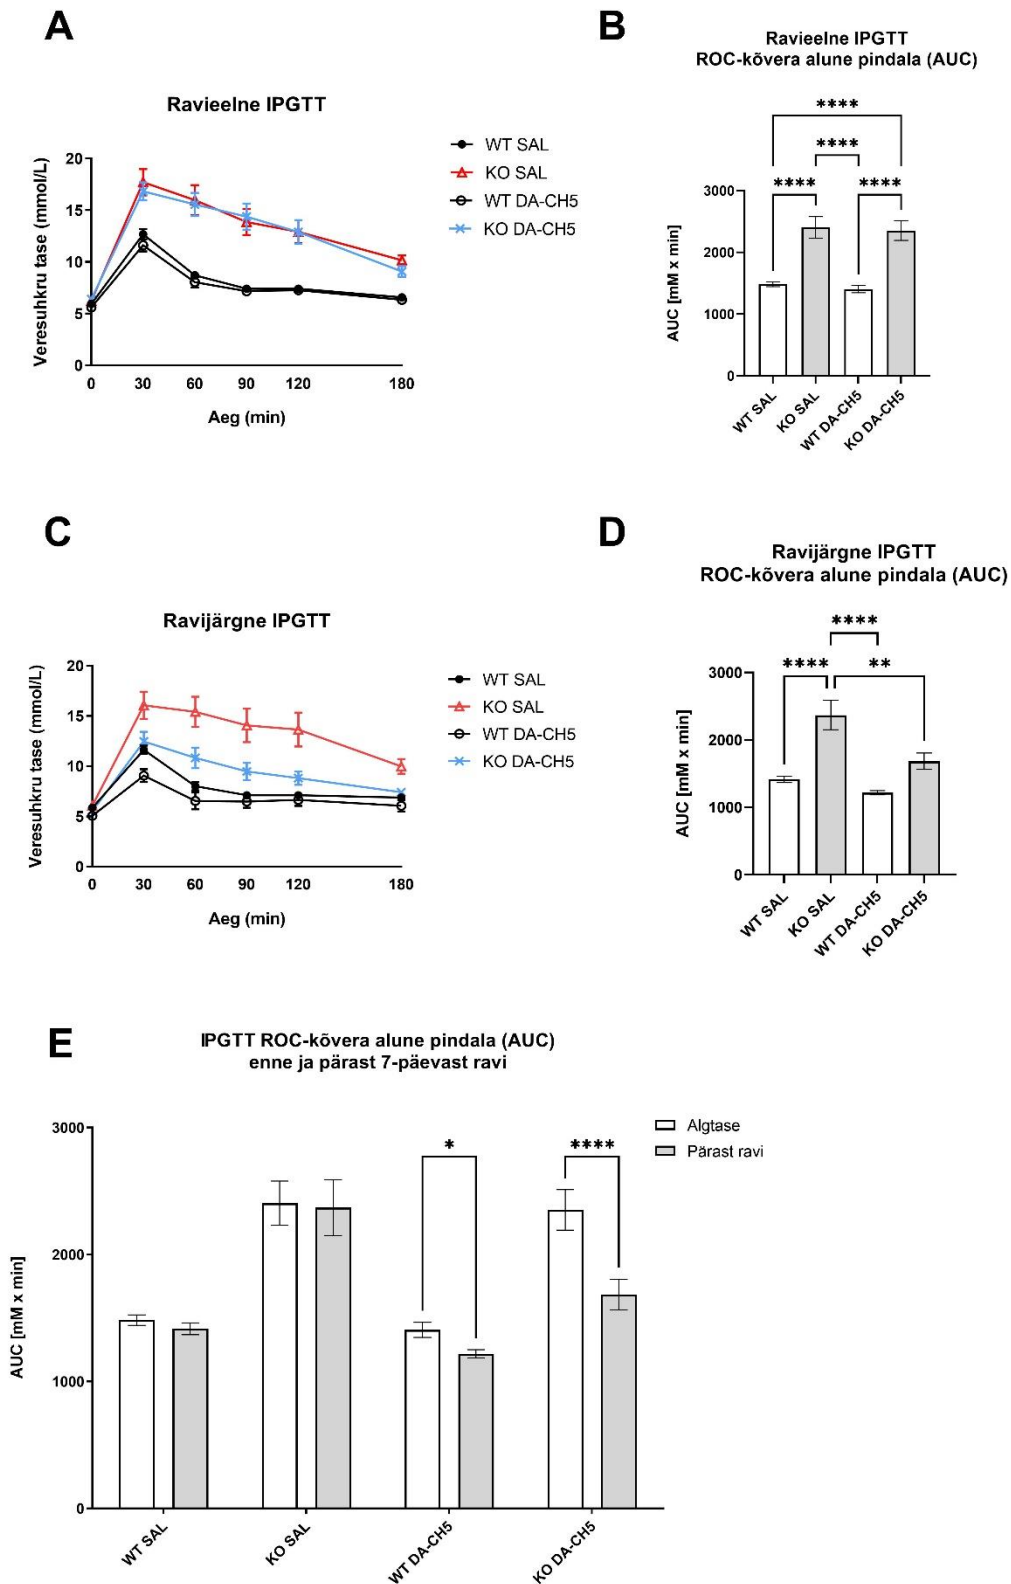 A
Ravieelne IPGTT
Veresuhkru tase (mmol/L)
20
15
10
5
0
0 30 60 90 120 180
Aeg (min)
WT SAL
KO SAL
WT DA-CH5
KO DA-CH5
B
Ravieelne IPGTT
ROC-kõvera alune pindala (AUC)
****
****
**** ****
AUC [mM x min]
3000
2000
1000
0
WT SAL
KO SAL
WT DA-CH5
KO DA-CH5
C
Ravijärgne IPGTT
Veresuhkru tase (mmol/L)
20
15
10
5
0
0 30 60 90 120 180
Aeg (min)
WT SAL
KO SAL
WT DA-CH5
KO DA-CH5
D
Ravijärgne IPGTT
ROC-kõvera alune pindala (AUC)
****
**** **
AUC [mM x min]
3000
2000
1000
0
WT SAL
KO SAL
WT DA-CH5
KO DA-CH5
E
IPGTT ROC-kõvera alune pindala (AUC)
enne ja pärast 7-päevast ravi
Algtase
Pärast ravi
* ****
AUC [mM x min]
3000
2000
1000
0
WT SAL
KO SAL
WT DA-CH5
KO DA-CH5